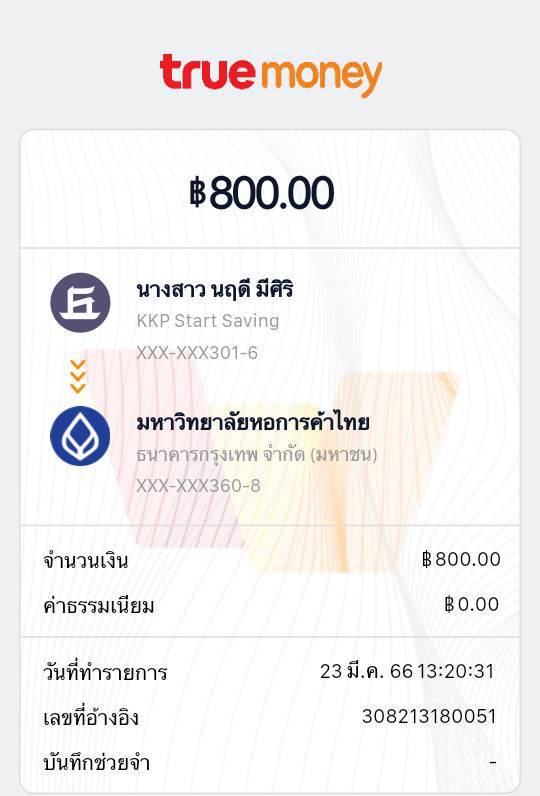 true money
฿800.00
นางสาว นฤดี มีศิริ
KKP Start Saving
XXX-XXX301-6
มหาวิทยาลัยหอการค้าไทย
ธนาคารกรุงเทพ จำกัด (มหาชน)
XXX-XXX360-8
จำนวนเงิน ฿800.00
ค่าธรรมเนียม ฿0.00
วันที่ทำรายการ 23 มี.ค. 66 13:20:31
เลขที่อ้างอิง 308213180051
บันทึกช่วยจำ -